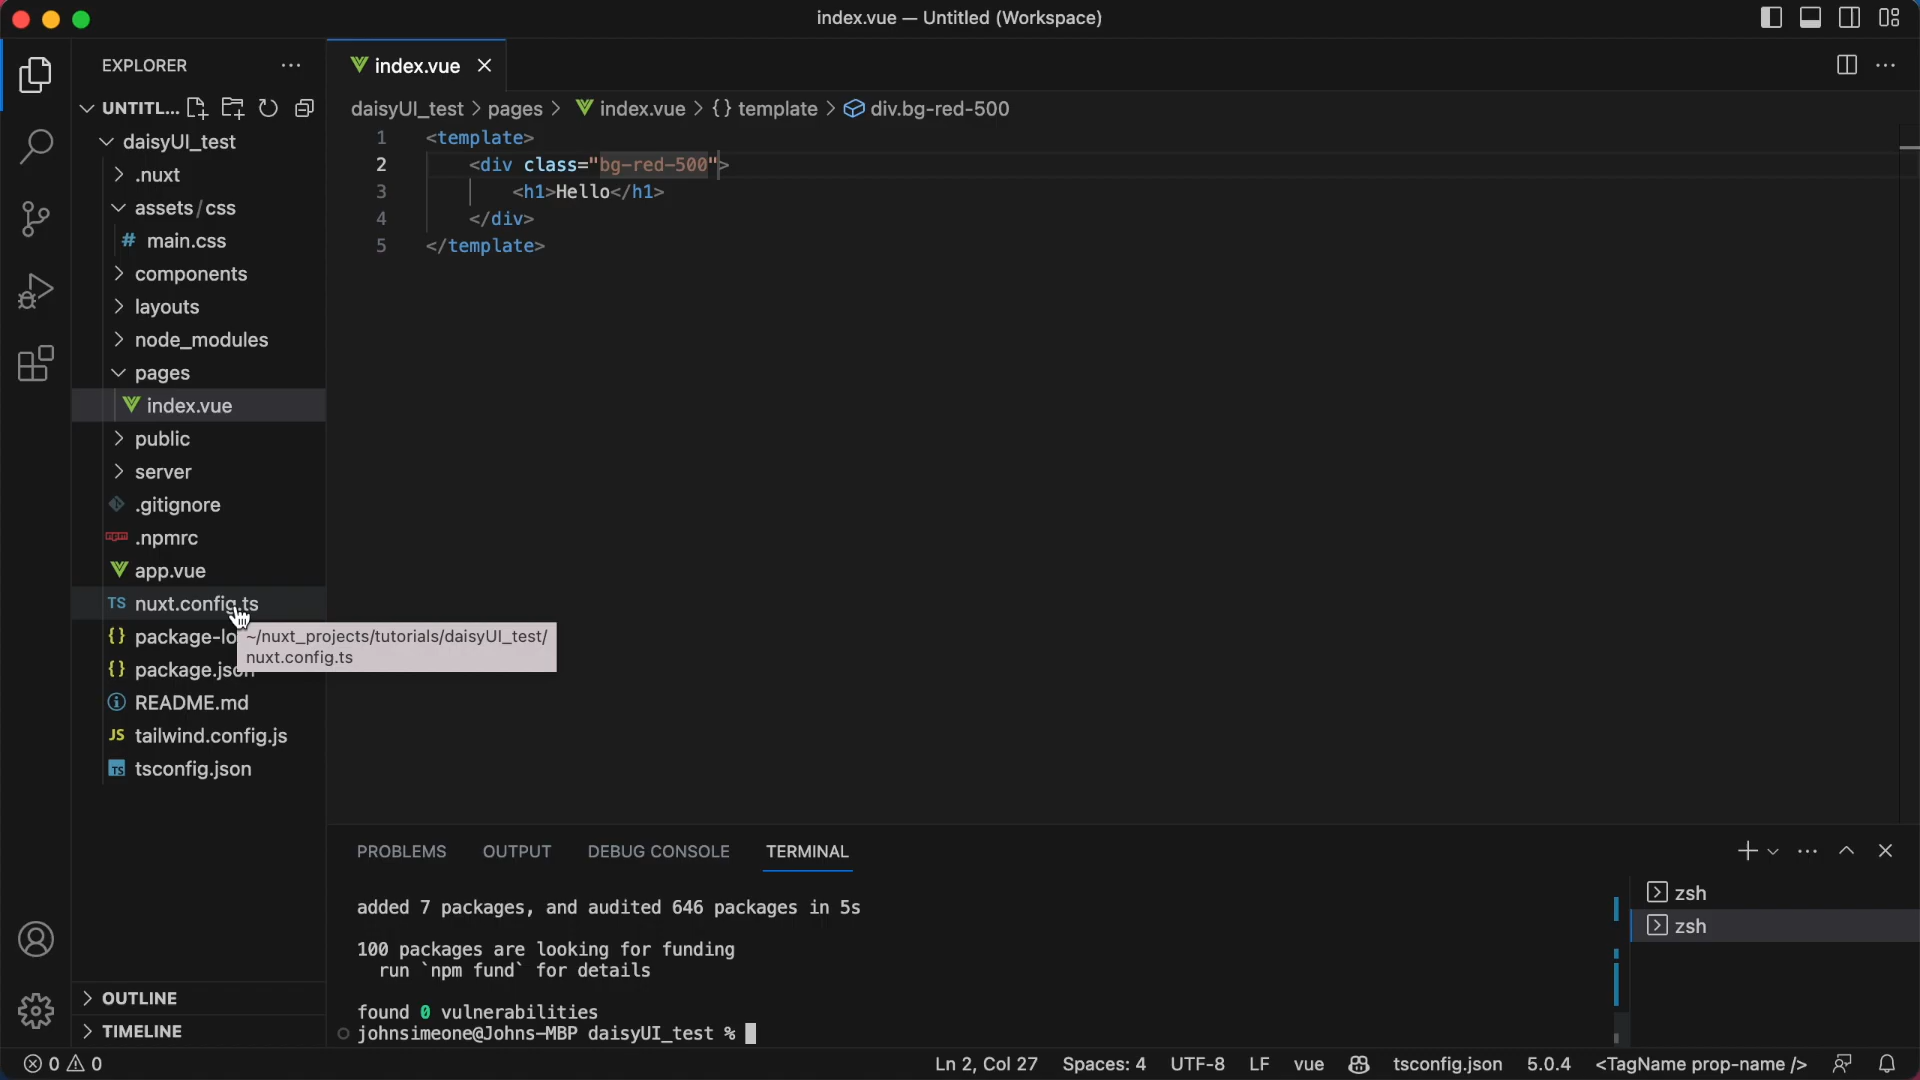 index.vue — Untitled (Workspace)
EXPLORER
UNTITL...
daisyUI_test
.nuxt
assets/css
# main.css
components
layouts
node_modules
pages
index.vue
public
server
.gitignore
.npmrc
app.vue
TS nuxt.config.ts
{} package-lo
{} package.json
README.md
JS tailwind.config.js
TS tsconfig.json
OUTLINE
TIMELINE
~/nuxt_projects/tutorials/daisyUI_test/
nuxt.config.ts
index.vue
daisyUI_test > pages > index.vue > {} template > div.bg-red-500
1 <template>
2 <div class="bg-red-500">
3 <h1>Hello</h1>
4 </div>
5 </template>
PROBLEMS OUTPUT DEBUG CONSOLE TERMINAL
added 7 packages, and audited 646 packages in 5s
100 packages are looking for funding
run `npm fund` for details
found 0 vulnerabilities
johnsimeone@Johns-MBP daisyUI_test %
zsh
zsh
0 0
Ln 2, Col 27 Spaces: 4 UTF-8 LF vue tsconfig.json 5.0.4 <TagName prop-name />